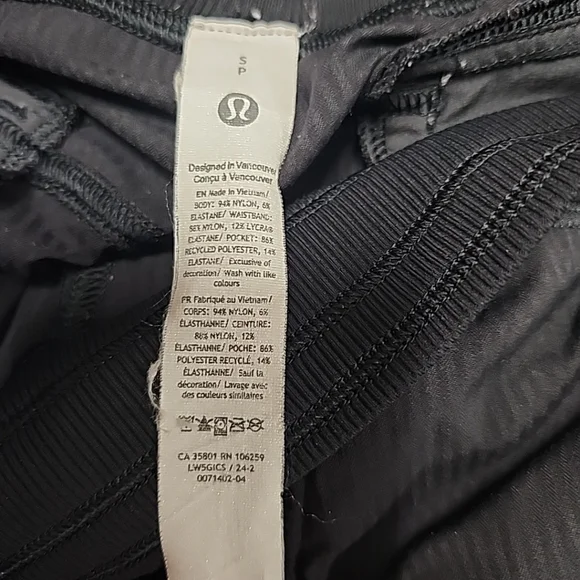 S
P
Designed in Vancouver
Conçu à Vancouver
EN Made in Vietnam/
BODY: 94% NYLON, 6%
ELASTANE/ WAISTBAND:
88% NYLON, 12% LYCRA®
ELASTANE/ POCKET: 86%
RECYCLED POLYESTER, 14%
ELASTANE/ Exclusive of
decoration/ Wash with like
colours
FR Fabriqué au Vietnam/
CORPS: 94% NYLON, 6%
ÉLASTHANNE/ CEINTURE:
88% NYLON, 12%
ÉLASTHANNE/ POCHE: 86%
POLYESTER RECYCLÉ, 14%
ÉLASTHANNE/ Sauf la
décoration/ Lavage avec
des couleurs similaires
CA 35801 RN 106259
LW5GICS / 24-2
0071402-04